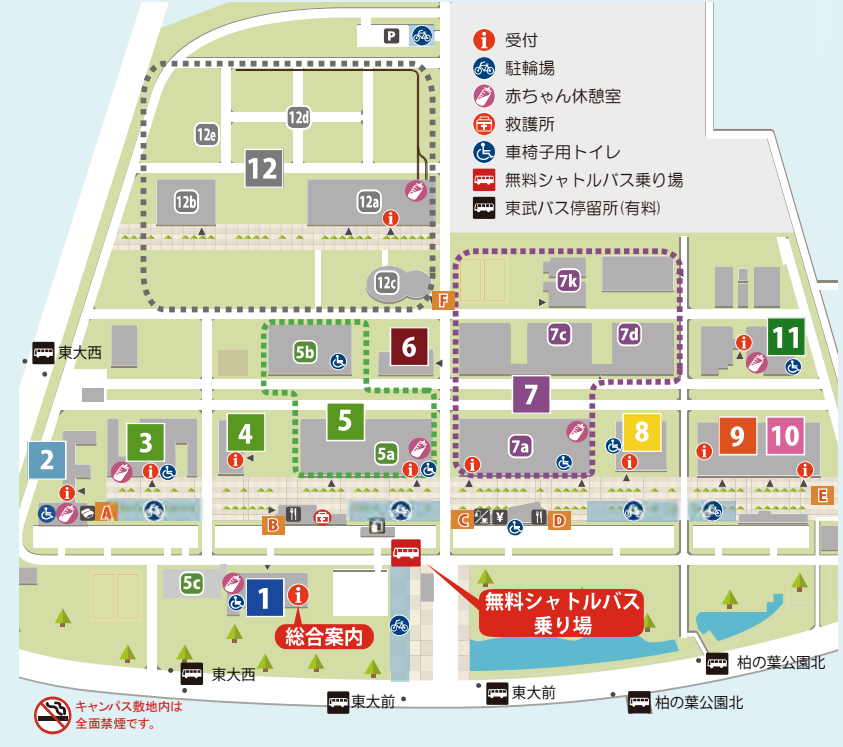 P
受付
駐輪場
赤ちゃん休憩室
救護所
車椅子用トイレ
無料シャトルバス乗り場
東武バス停留所(有料)
12d
12e
12
12b
12a
12c
F
7k
5b
6
7c
7d
11
東大西
7
5
4
3
2
5a
7a
8
9
10
A
B
C
¥
D
E
5c
1
総合案内
無料シャトルバス
乗り場
東大西
東大前
東大前
柏の葉公園北
柏の葉公園北
キャンパス敷地内は
全面禁煙です。